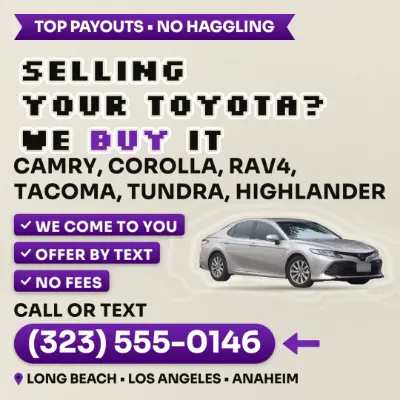 TOP PAYOUTS • NO HAGGLING
SELLING
YOUR TOYOTA?
WE BUY IT
CAMRY, COROLLA, RAV4,
TACOMA, TUNDRA, HIGHLANDER
✓ WE COME TO YOU
✓ OFFER BY TEXT
✓ NO FEES
CALL OR TEXT
(323) 555-0146
LONG BEACH • LOS ANGELES • ANAHEIM